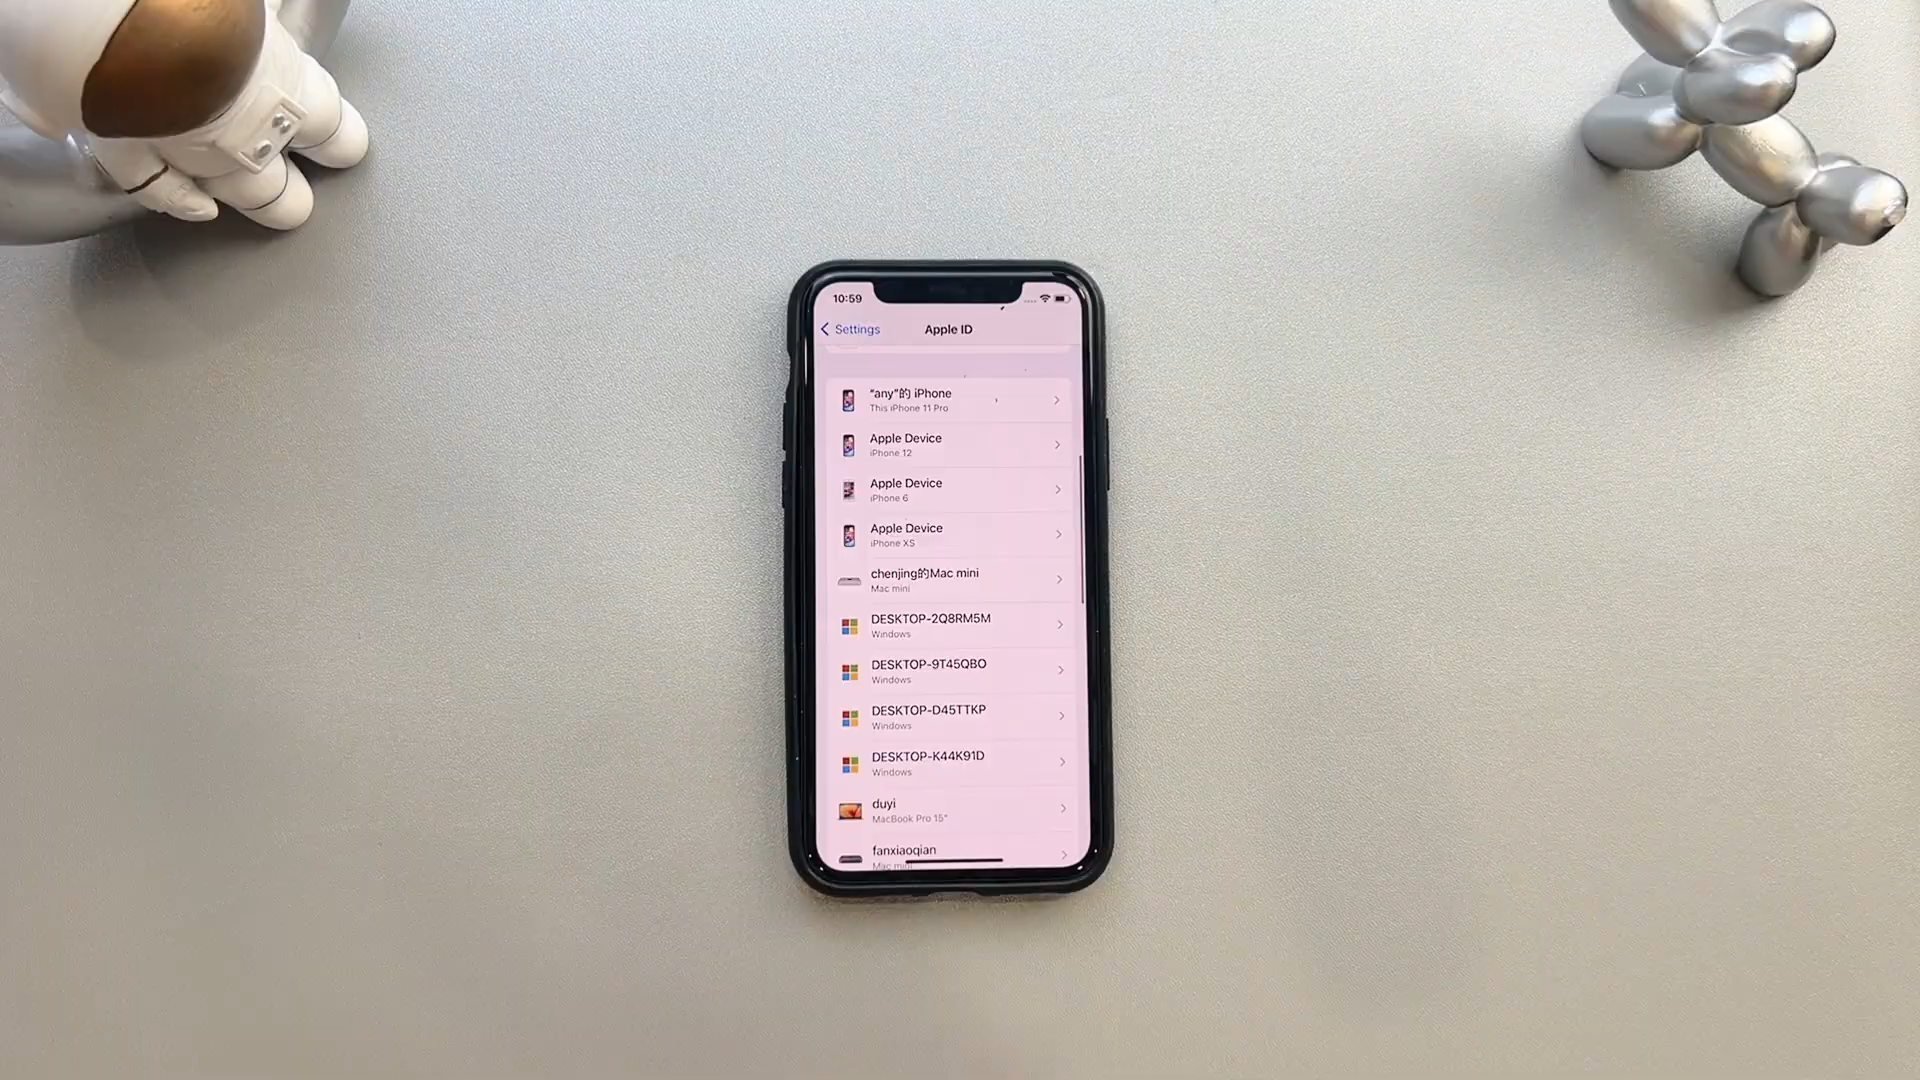 10:59
Settings
Apple ID
“any”的 iPhone
This iPhone 11 Pro
Apple Device
iPhone 12
Apple Device
iPhone 6
Apple Device
iPhone XS
chenjing的Mac mini
Mac mini
DESKTOP-2Q8RM5M
Windows
DESKTOP-9T45QBO
Windows
DESKTOP-D45TTKP
Windows
DESKTOP-K44K91D
Windows
duyi
MacBook Pro 15"
fanxiaoqian
Mac mini